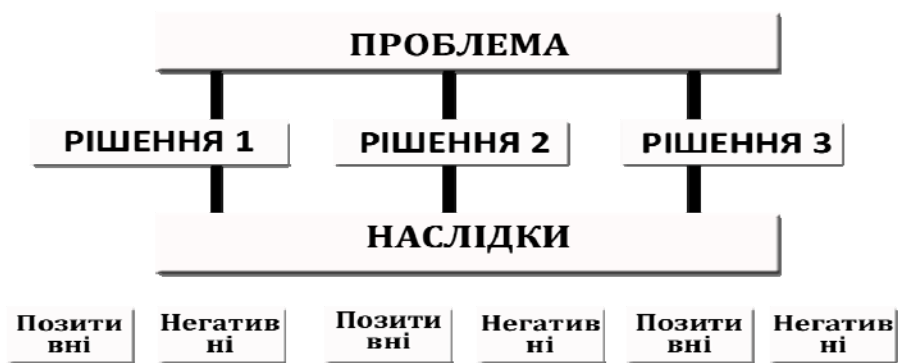 ПРОБЛЕМА
РІШЕННЯ 1
РІШЕННЯ 2
РІШЕННЯ 3
НАСЛІДКИ
Позити
вні
Негатив
ні
Позити
вні
Негатив
ні
Позити
вні
Негатив
ні